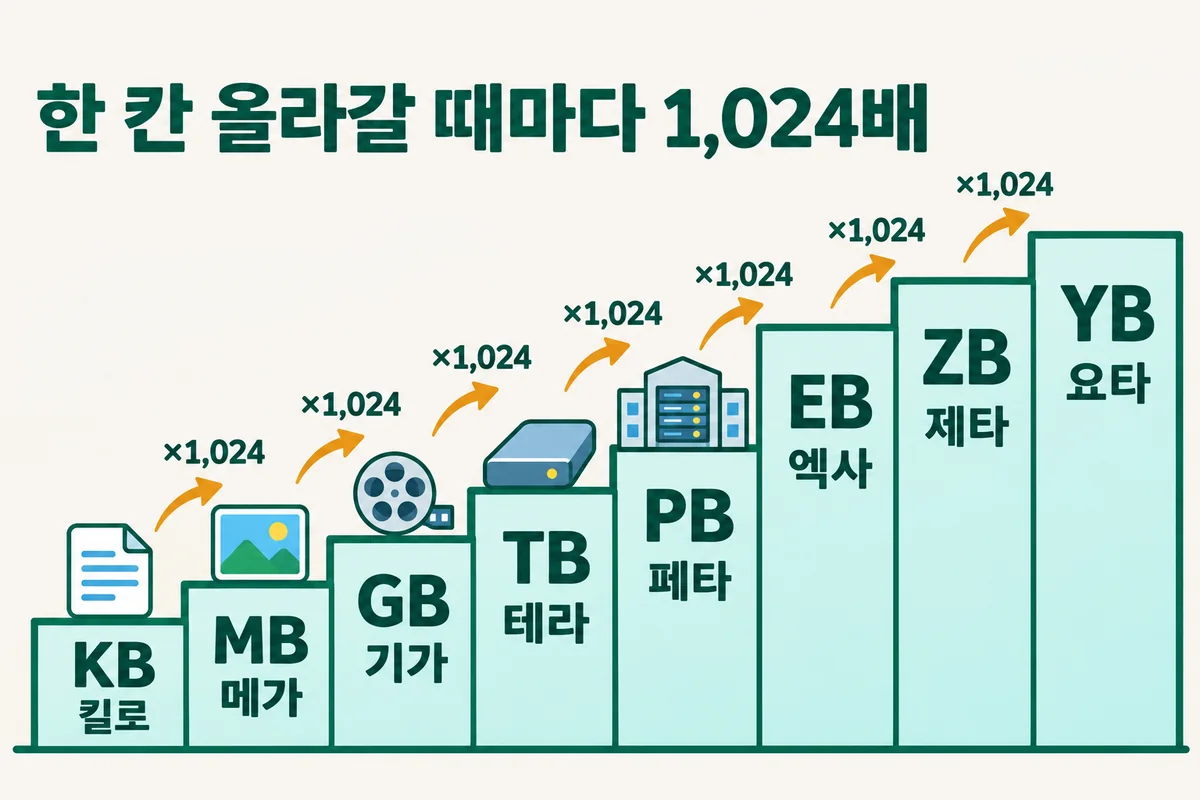 한 칸 올라갈 때마다 1,024배
×1,024
×1,024
×1,024
×1,024
×1,024
×1,024
×1,024
KB
킬로
MB
메가
GB
기가
TB
테라
PB
페타
EB
엑사
ZB
제타
YB
요타